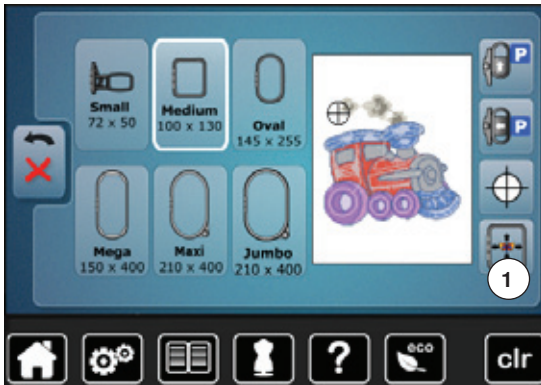 Small
72 x 50
Medium
100 x 130
Oval
145 x 255
Mega
150 x 400
Maxi
210 x 400
Jumbo
210 x 400
P
P
1
?
eco
clr